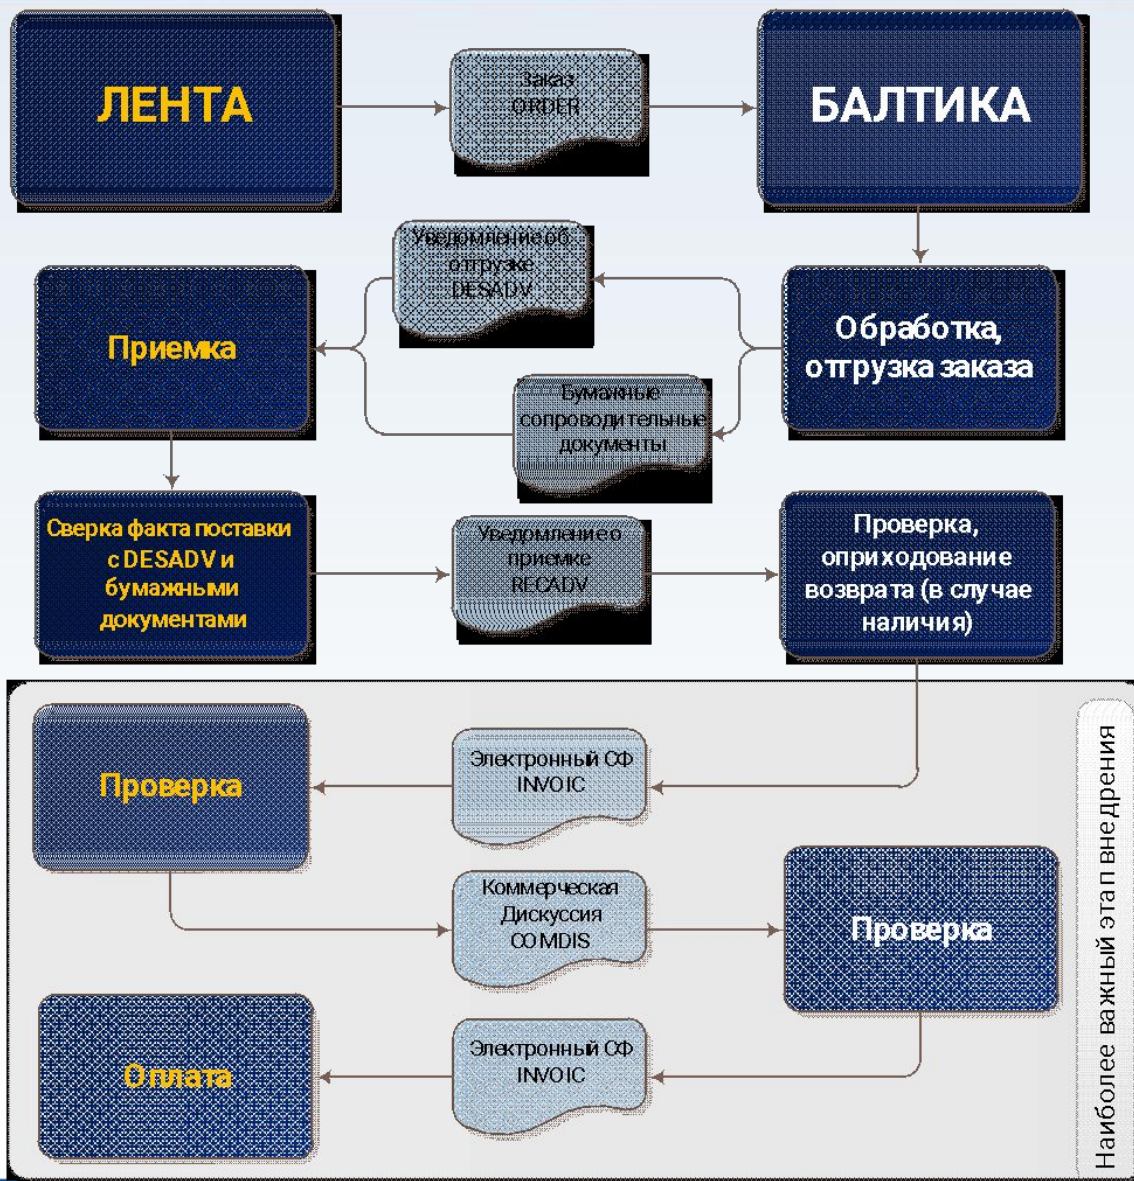 ЛЕНТА
Заказ
ORDER
БАЛТИКА
Уведомление об
отгрузке
DESADV
Приемка
Обработка,
отгрузка заказа
Бумажные
сопроводительные
документы
Сверка факта поставки
с DESADV и
бумажными
документами
Уведомление о
приемке
RECADV
Проверка,
оприходование
возврата (в случае
наличия)
Проверка
Электронный СФ
INVOIC
Коммерческая
Дискуссия
COMDIS
Проверка
Оплата
Электронный СФ
INVOIC
Наиболее важный этап внедрения